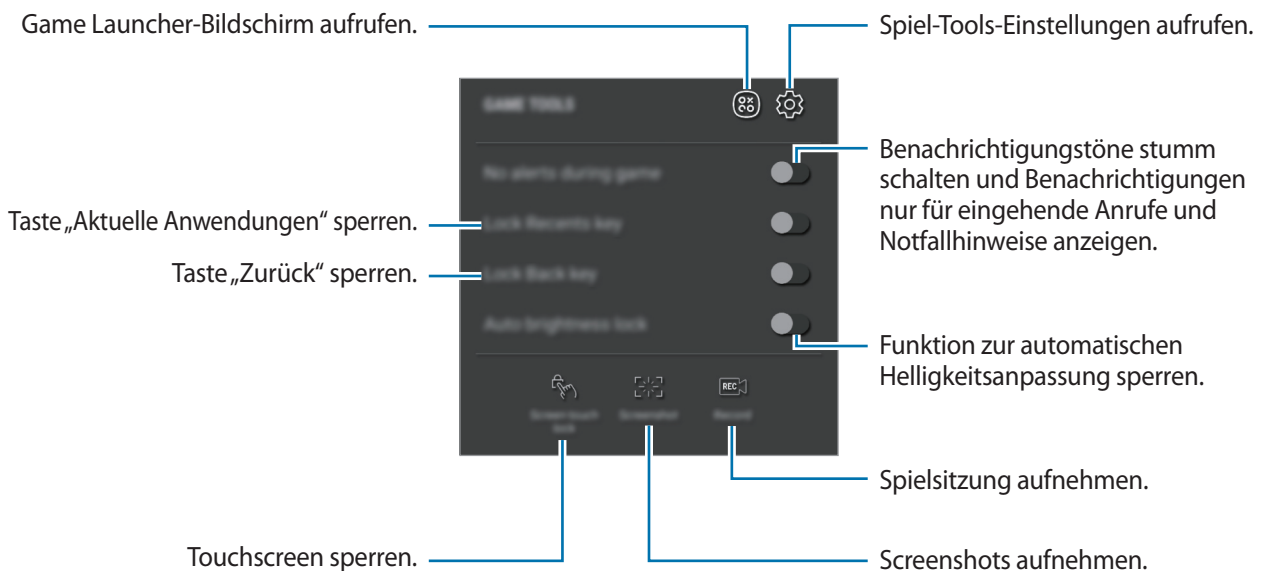 Game Launcher-Bildschirm aufrufen.
Spiel-Tools-Einstellungen aufrufen.
GAME TOOLS
No alerts during game
Benachrichtigungstöne stumm
schalten und Benachrichtigungen
nur für eingehende Anrufe und
Notfallhinweise anzeigen.
Taste „Aktuelle Anwendungen“ sperren.
Lock Recents key
Taste „Zurück“ sperren.
Lock Back key
Auto brightness lock
Funktion zur automatischen
Helligkeitsanpassung sperren.
REC
Screen touch
lock
Screenshot
Record
Spielsitzung aufnehmen.
Touchscreen sperren.
Screenshots aufnehmen.